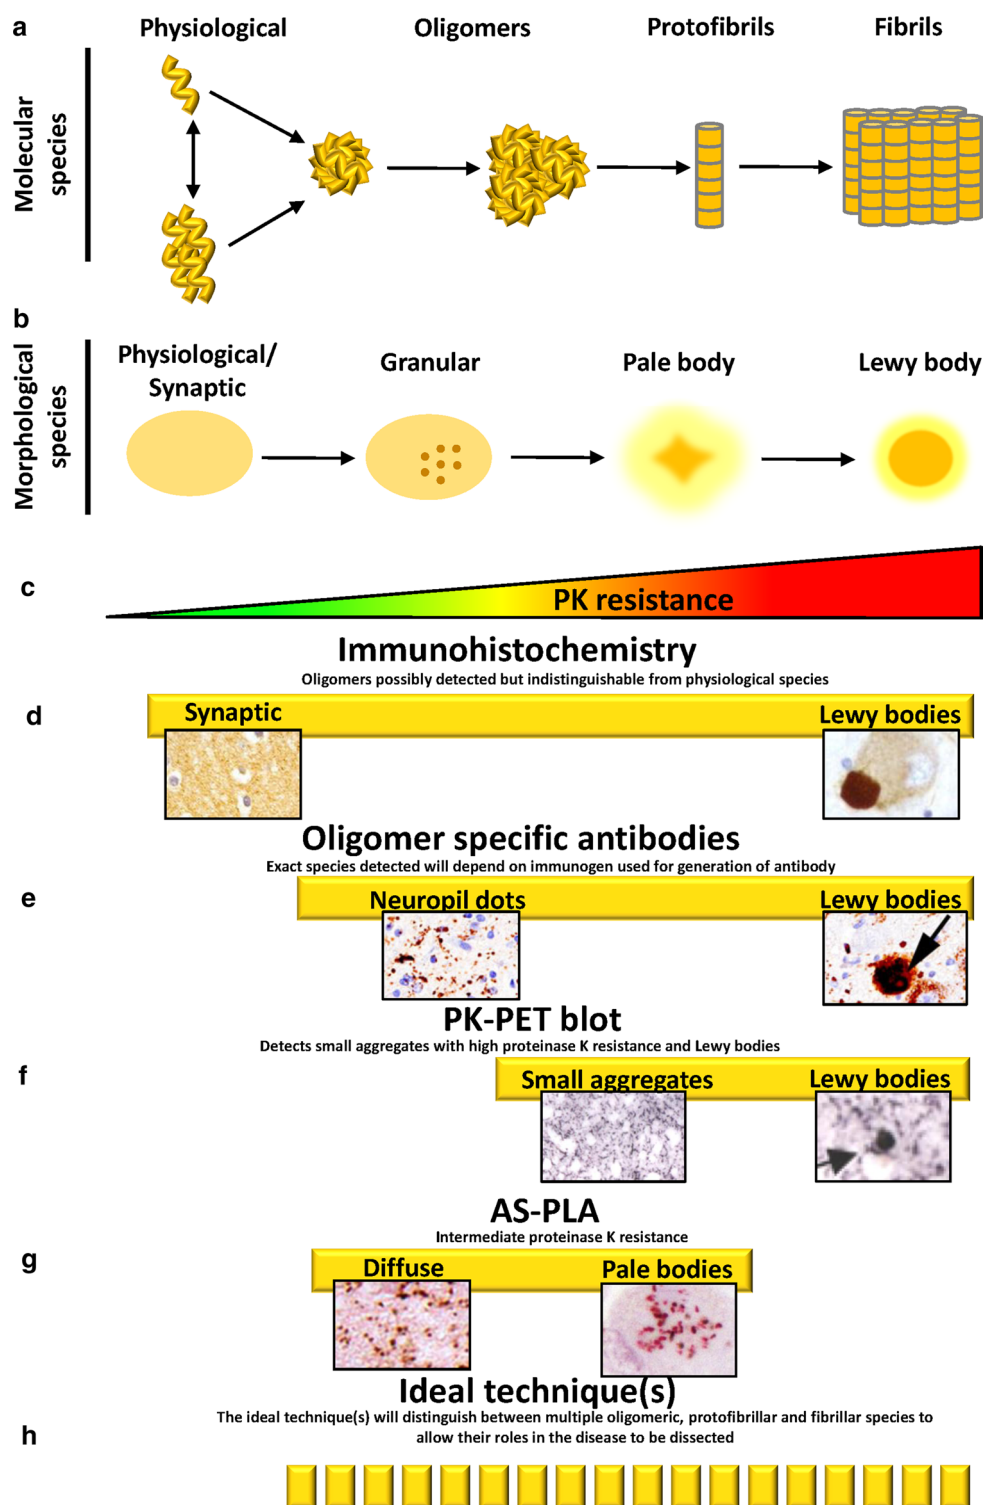 a
Physiological
Oligomers
Protofibrils
Fibrils
Molecular
species
b
Morphological
species
Physiological/
Synaptic
Granular
Pale body
Lewy body
c
PK resistance
Immunohistochemistry
Oligomers possibly detected but indistinguishable from physiological species
d
Synaptic
Lewy bodies
Oligomer specific antibodies
Exact species detected will depend on immunogen used for generation of antibody
e
Neuropil dots
Lewy bodies
PK-PET blot
Detects small aggregates with high proteinase K resistance and Lewy bodies
f
Small aggregates
Lewy bodies
AS-PLA
Intermediate proteinase K resistance
g
Diffuse
Pale bodies
Ideal technique(s)
The ideal technique(s) will distinguish between multiple oligomeric, protofibrillar and fibrillar species to
allow their roles in the disease to be dissected
h